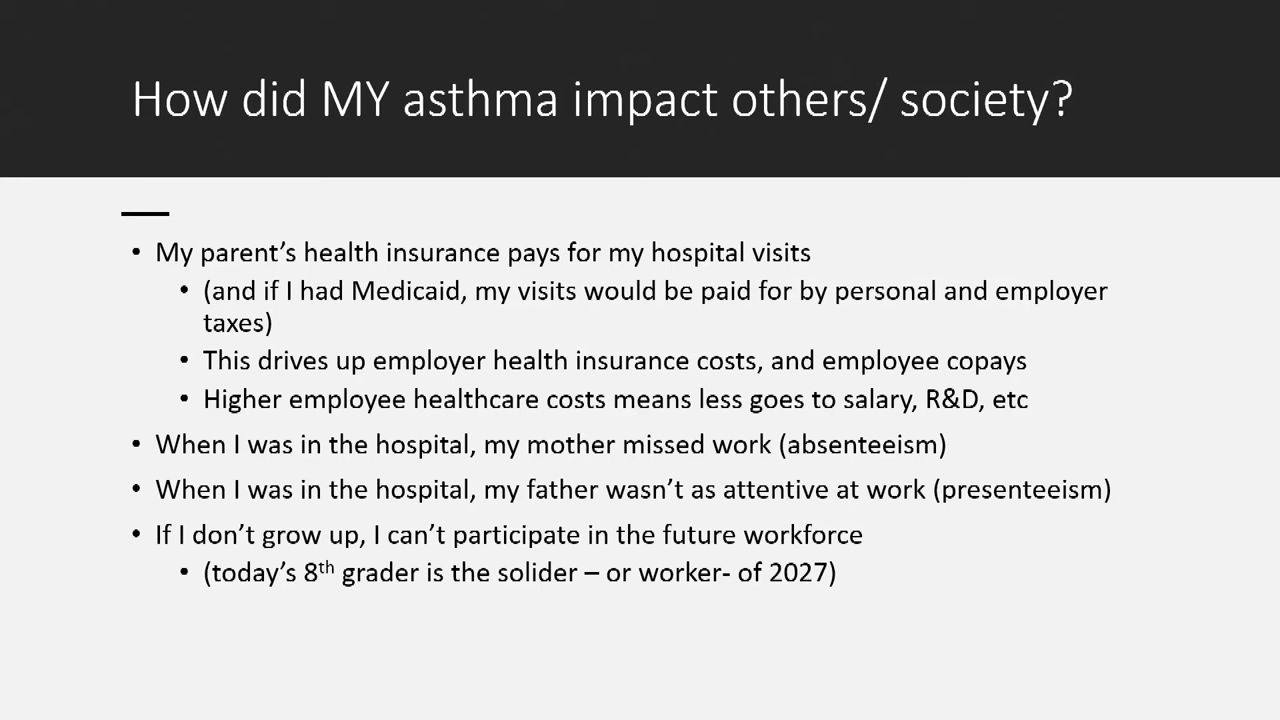 How did MY asthma impact others/ society?
• My parent’s health insurance pays for my hospital visits
• (and if I had Medicaid, my visits would be paid for by personal and employer
taxes)
• This drives up employer health insurance costs, and employee copays
• Higher employee healthcare costs means less goes to salary, R&D, etc
• When I was in the hospital, my mother missed work (absenteeism)
• When I was in the hospital, my father wasn’t as attentive at work (presenteeism)
• If I don’t grow up, I can’t participate in the future workforce
• (today’s 8th grader is the solider – or worker- of 2027)